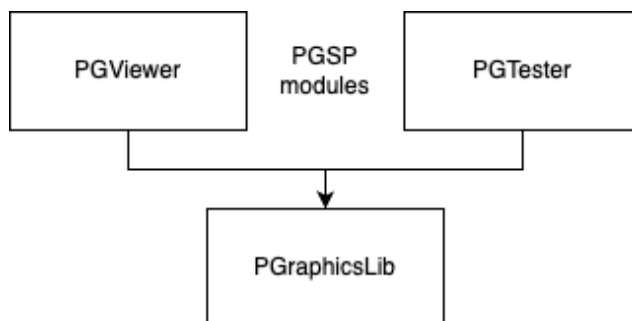 PGViewer
PGSP
modules
PGTester
PGraphicsLib